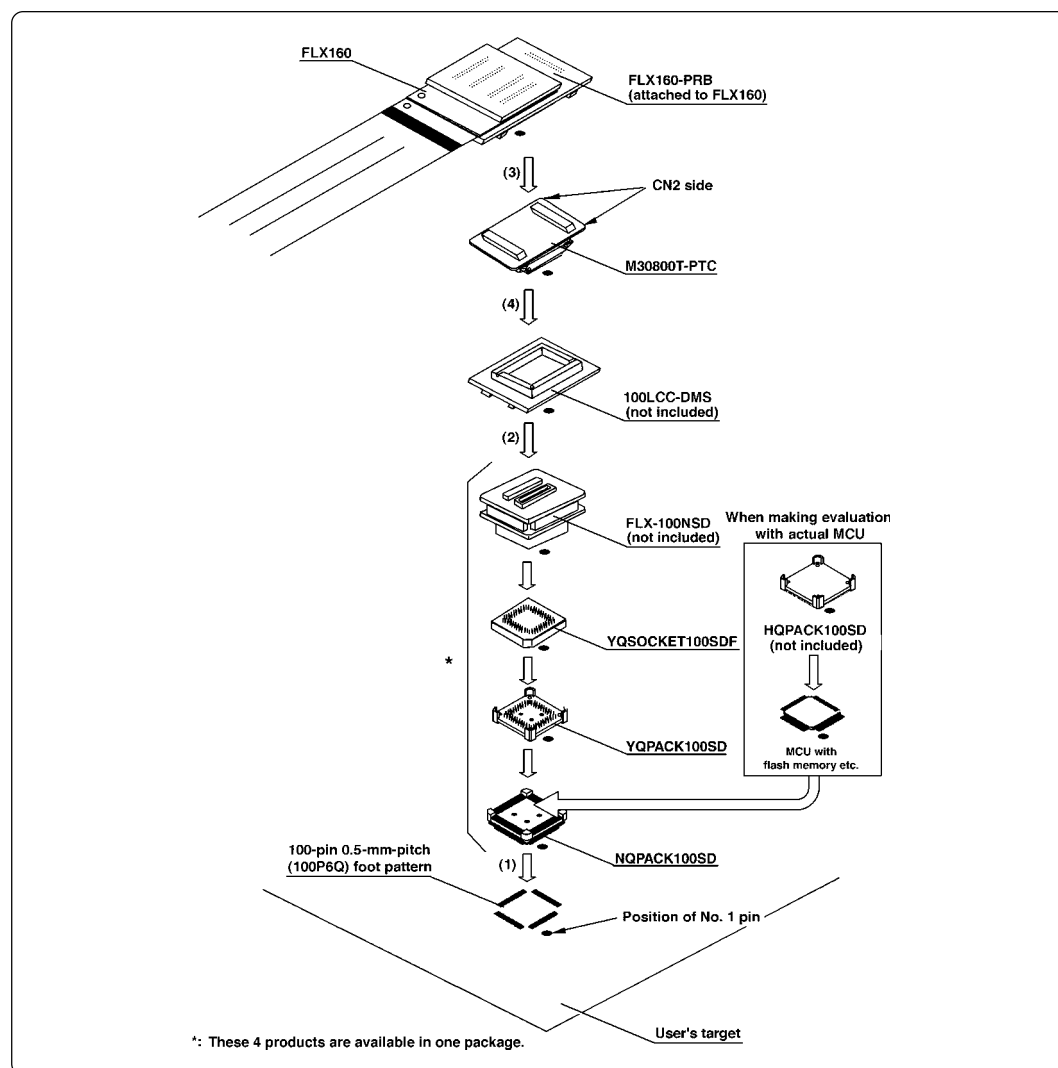 FLX160
FLX160-PRB
(attached to FLX160)
(3)
CN2 side
M30800T-PTC
(4)
100LCC-DMS
(not included)
(2)
FLX-100NSD
(not included)
When making evaluation
with actual MCU
HQPACK100SD
(not included)
YQSOCKET100SDF
*
YQPACK100SD
MCU with
flash memory etc.
NQPACK100SD
100-pin 0.5-mm-pitch
(100P6Q) foot pattern
(1)
Position of No. 1 pin
User's target
*: These 4 products are available in one package.